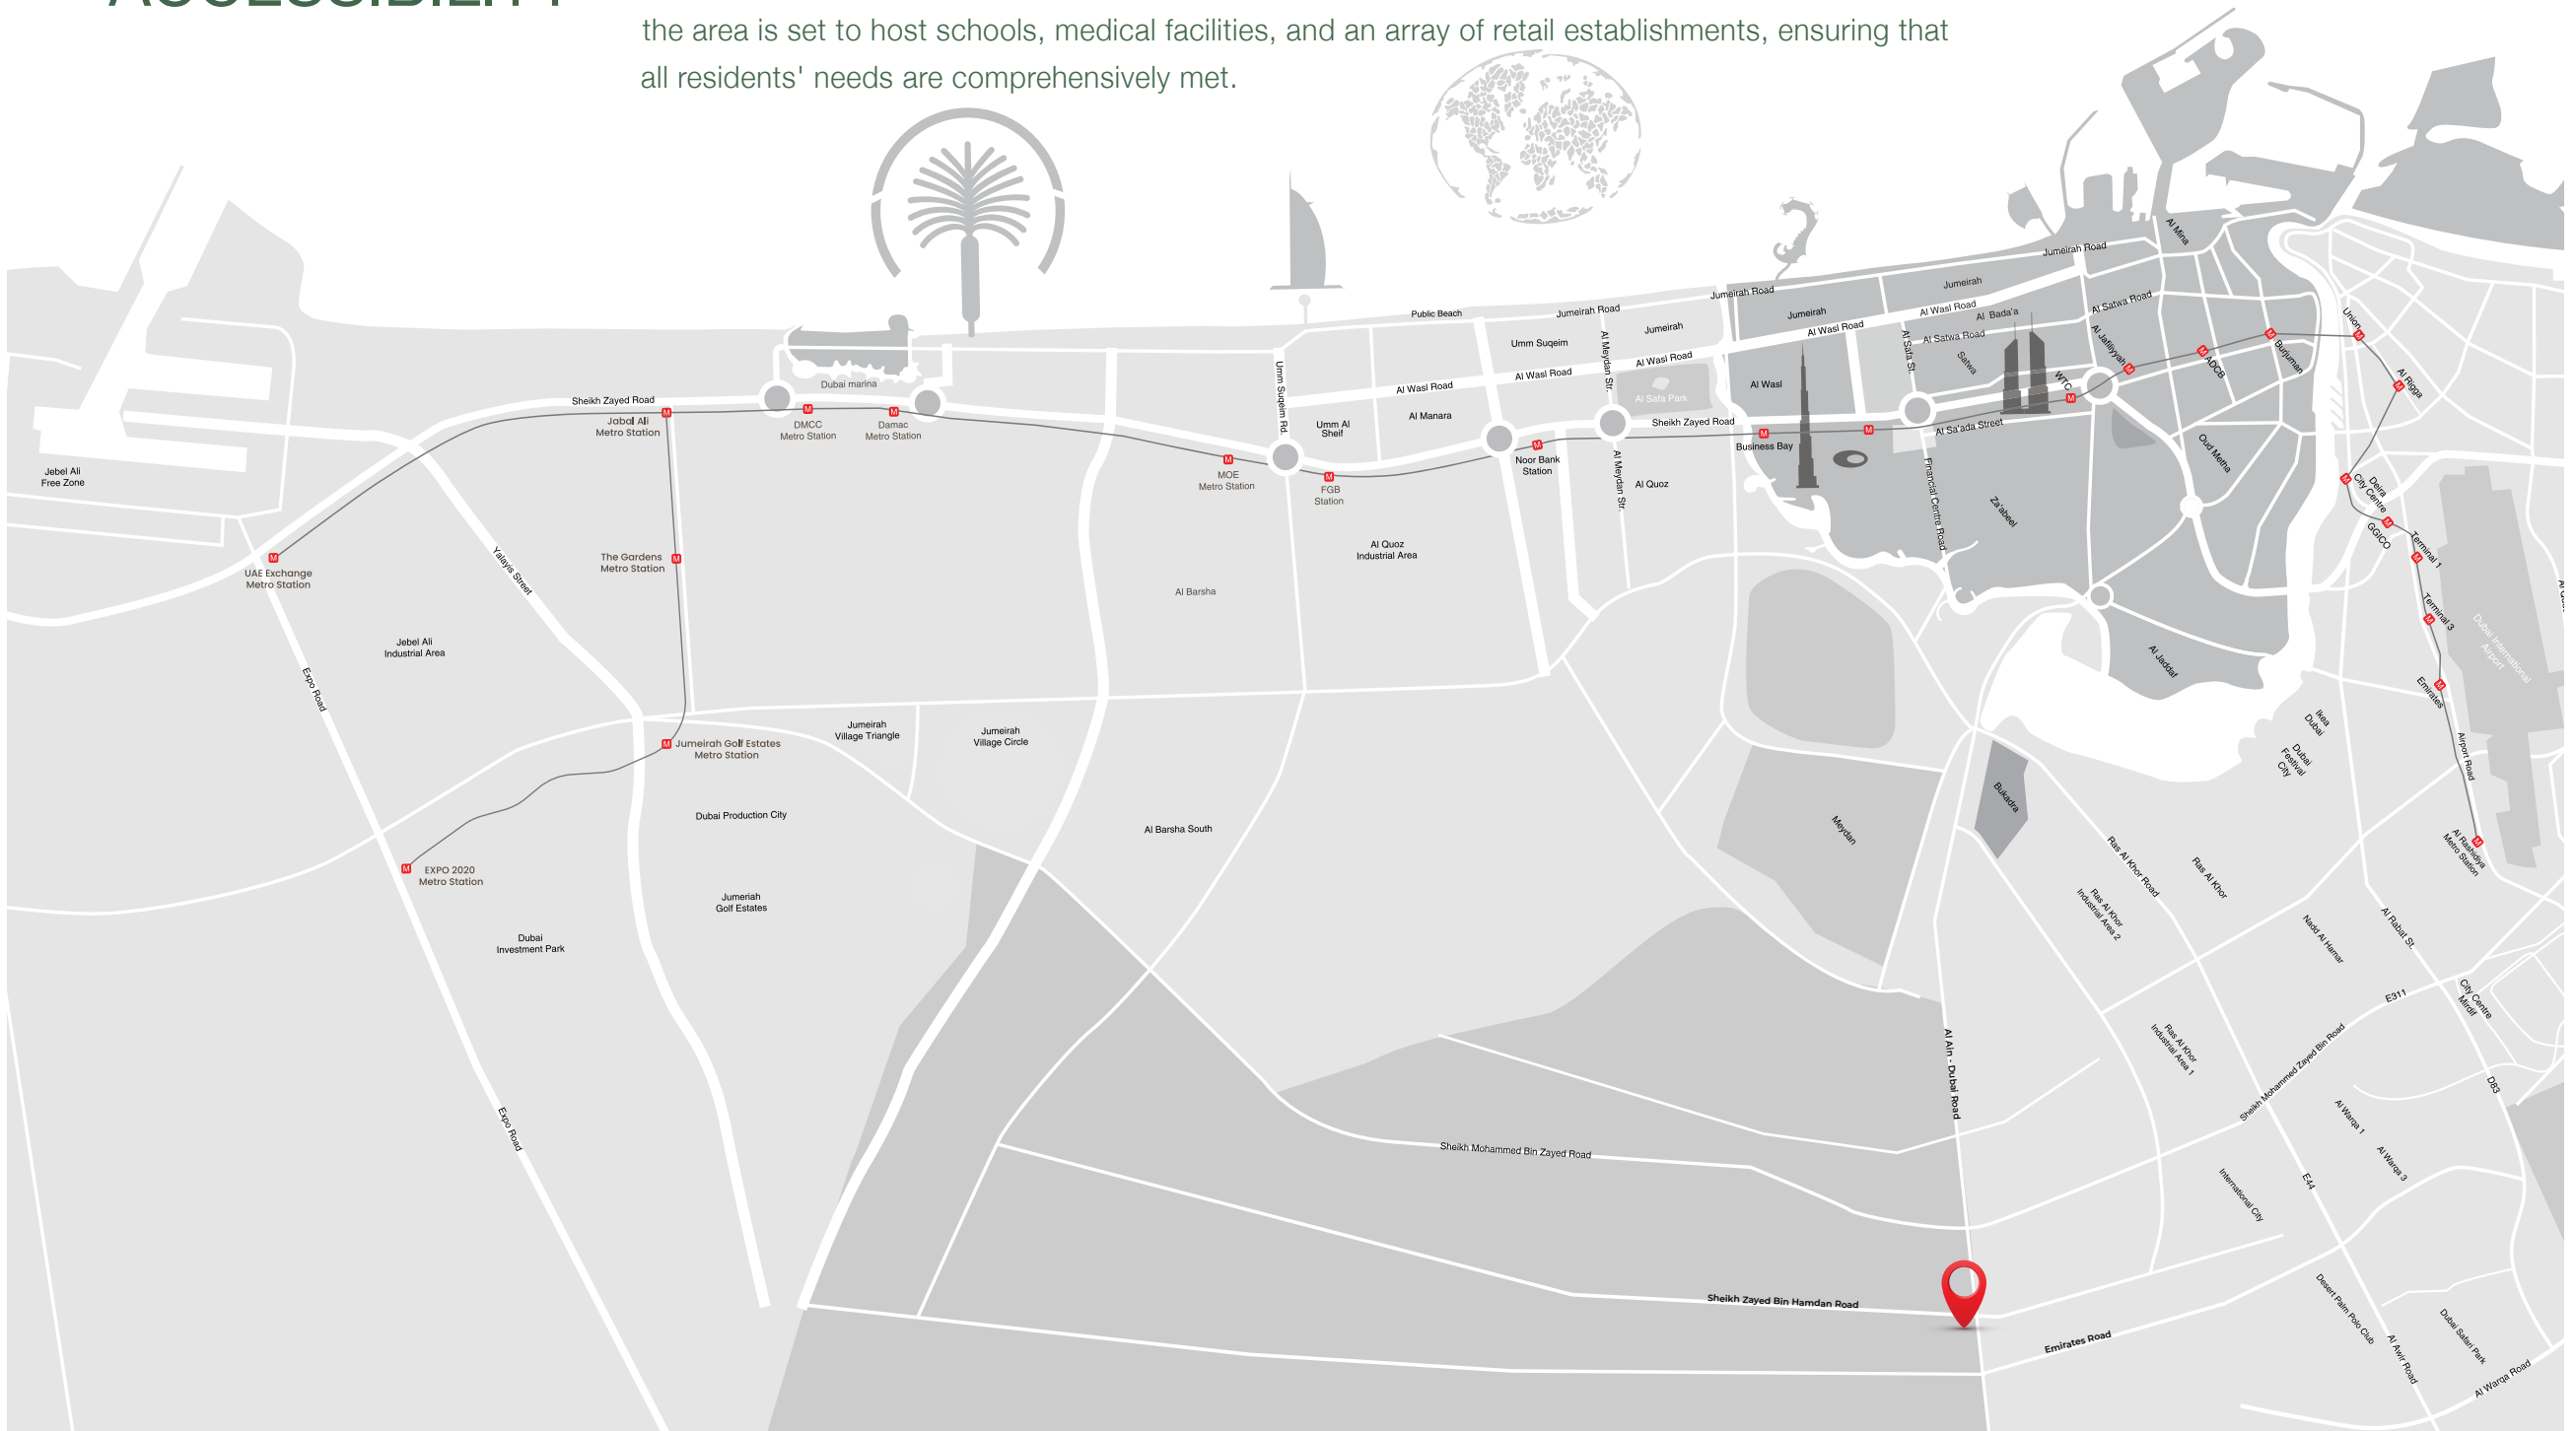 ACCESSIBILITY
the area is set to host schools, medical facilities, and an array of retail establishments, ensuring that
all residents' needs are comprehensively met.
Jebel Ali
Free Zone
UAE Exchange
Metro Station
Jebel Ali
Industrial Area
Yalayis Street
Expo Road
Expo Road
EXPO 2020
Metro Station
Dubai
Investment Park
Sheikh Zayed Road
Jabal Ali
Metro Station
The Gardens
Metro Station
Jumeirah Golf Estates
Metro Station
Dubai Production City
Jumeriah
Golf Estates
Dubai marina
DMCC
Metro Station
Damac
Metro Station
Jumeirah
Village Triangle
Jumeirah
Village Circle
Al Barsha
Al Barsha South
MOE
Metro Station
Umm Suqeim Rd.
FGB
Station
Umm Al
Sheif
Al Manara
Al Quoz
Industrial Area
Public Beach
Jumeirah Road
Umm Suqeim
Jumeirah
Al Wasl Road
Al Wasl Road
Al Wasl Road
Al Meydan Str.
Al Meydan Str.
Al Safa Park
Noor Bank
Station
Al Quoz
Sheikh Zayed Road
Jumeirah Road
Jumeirah
Al Wasl Road
Al Wasl
Business Bay
Jumeirah
Al Wasl Road
Al Bada'a
Al Safa St.
Al Satwa Road
Satwa
Al Sa'ada Street
Financial Centre Road
Za'abeel
Jumeirah Road
Al Mina
Al Satwa Road
Al Jafiliyyah
WTC
ADCB
Burjuman
Oud Metha
Al Jaddaf
Union
Al Rigga
Deira
City Centre
GGICO
Terminal 1
Terminal 3
Emirates
Dubai International
Airport
Airport Road
Al Rashidiya
Metro Station
Ikea
Dubai
Dubai
Festival
City
Meydan
Bukadra
Ras Al Khor Road
Ras Al Khor
Ras Al Khor
Industrial Area 2
Nadd Al Hamar
Al Rabat St.
E311
City Centre
Mirdif
Ras Al Khor
Industrial Area 1
Sheikh Mohammed Zayed Bin Road
D83
Al Warqa 1
Al Warqa 3
International City
E44
Al Ain - Dubai Road
Sheikh Mohammed Bin Zayed Road
Sheikh Zayed Bin Hamdan Road
Emirates Road
Desert Palm Polo Club
Al Awir Road
Dubai Safari Park
Al Warqa Road